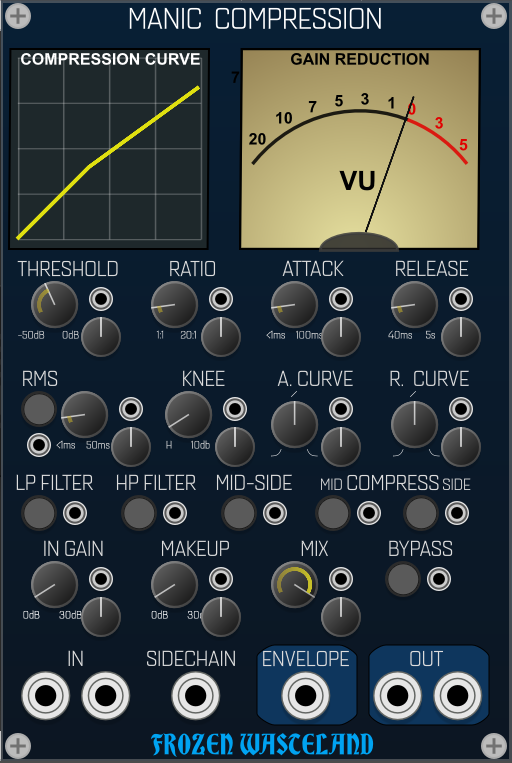 MANIC COMPRESSION
COMPRESSION CURVE
GAIN REDUCTION
7
20 10 7 5 3 1 0 3 5
VU
THRESHOLD RATIO ATTACK RELEASE
-50dB 0dB 1:1 20:1 <1ms 100ms 40ms 5s
RMS KNEE A. CURVE R. CURVE
<1ms 50ms H 10db
LP FILTER HP FILTER MID-SIDE MID COMPRESS SIDE
IN GAIN MAKEUP MIX BYPASS
0dB 30dB 0dB 30
IN SIDECHAIN ENVELOPE OUT
FROZEN WASTELAND